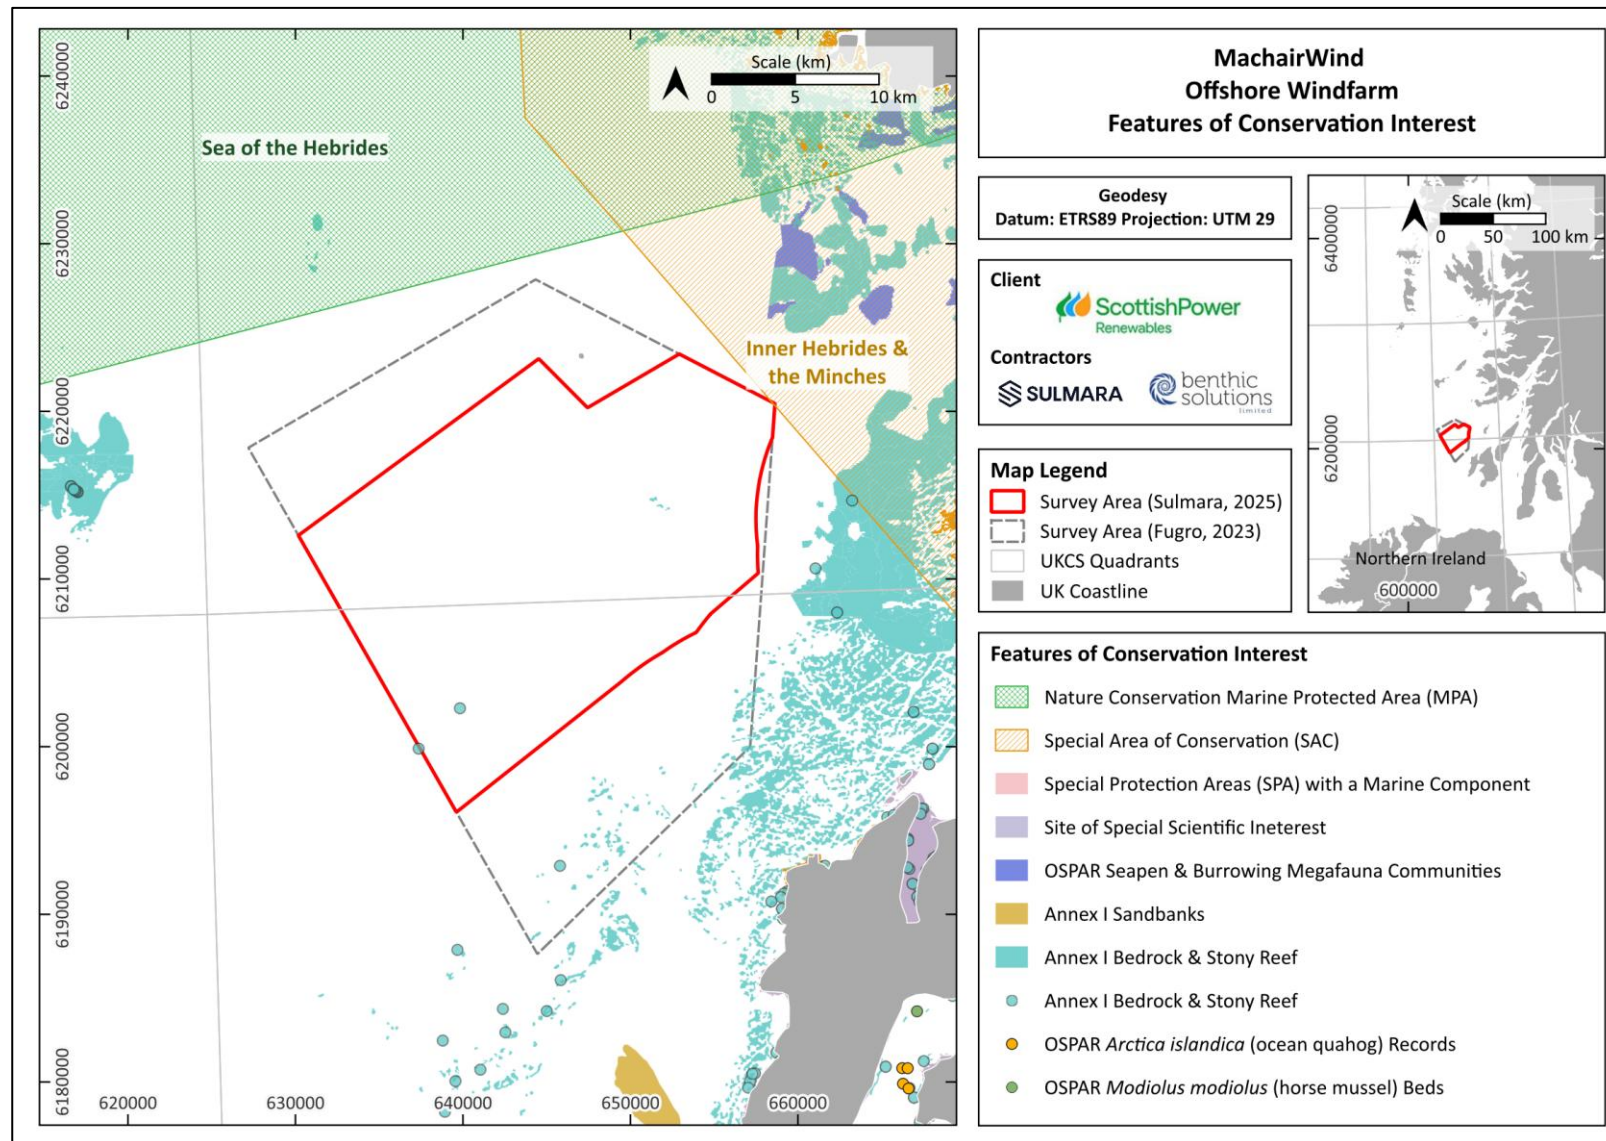 MachairWind
Offshore Windfarm
Features of Conservation Interest
Geodesy
Datum: ETRS89 Projection: UTM 29
Client
ScottishPower
Renewables
Contractors
SULMARA
benthic
solutions
limited
Map Legend
Survey Area (Sulmara, 2025)
Survey Area (Fugro, 2023)
UKCS Quadrants
UK Coastline
Scale (km)
0 50 100 km
6400000
6200000
Northern Ireland
600000
Features of Conservation Interest
Nature Conservation Marine Protected Area (MPA)
Special Area of Conservation (SAC)
Special Protection Areas (SPA) with a Marine Component
Site of Special Scientific Ineterest
OSPAR Seapen & Burrowing Megafauna Communities
Annex I Sandbanks
Annex I Bedrock & Stony Reef
Annex I Bedrock & Stony Reef
OSPAR Arctica islandica (ocean quahog) Records
OSPAR Modiolus modiolus (horse mussel) Beds
Scale (km)
0 5 10 km
Sea of the Hebrides
Inner Hebrides &
the Minches
6240000
6230000
6220000
6210000
6200000
6190000
6180000
620000 630000 640000 650000 660000